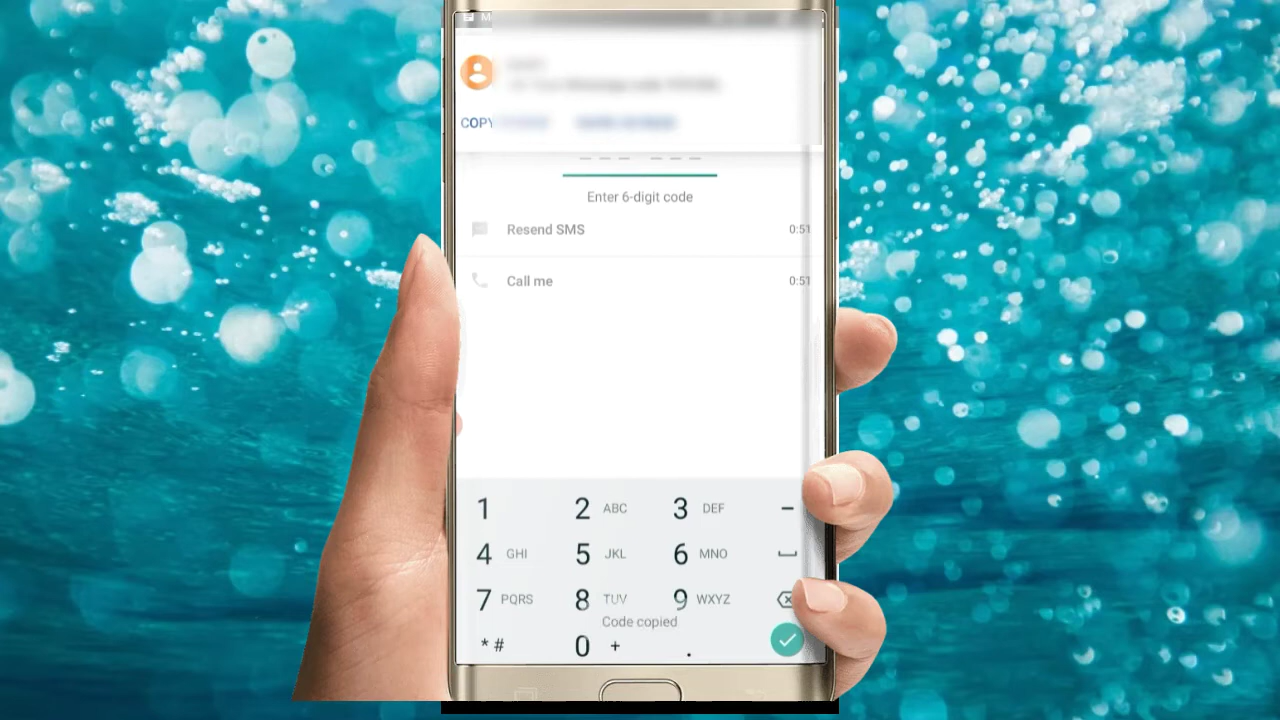 M
COPY
Enter 6-digit code
Resend SMS 0:51
Call me 0:51
1 2 ABC 3 DEF -
4 GHI 5 JKL 6 MNO
7 PQRS 8 TUV 9 WXYZ
Code copied
* # 0 + .